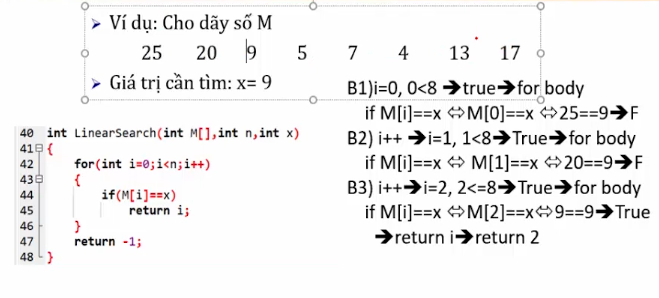 ➢ Ví dụ: Cho dãy số M
25 20 9 5 7 4 13 17
➢ Giá trị cần tìm: x= 9
40 int LinearSearch(int M[],int n,int x)
41 {
42 for(int i=0;i<n;i++)
43 {
44 if(M[i]==x)
45 return i;
46 }
47 return -1;
48 }
B1)i=0, 0<8 ➔true➔for body
if M[i]==x ⇔M[0]==x ⇔25==9➔F
B2) i++ ➔i=1, 1<8➔True➔for body
if M[i]==x ⇔ M[1]==x ⇔20==9➔F
B3) i++➔i=2, 2<=8➔True➔for body
if M[i]==x ⇔M[2]==x⇔9==9➔True
➔return i➔return 2